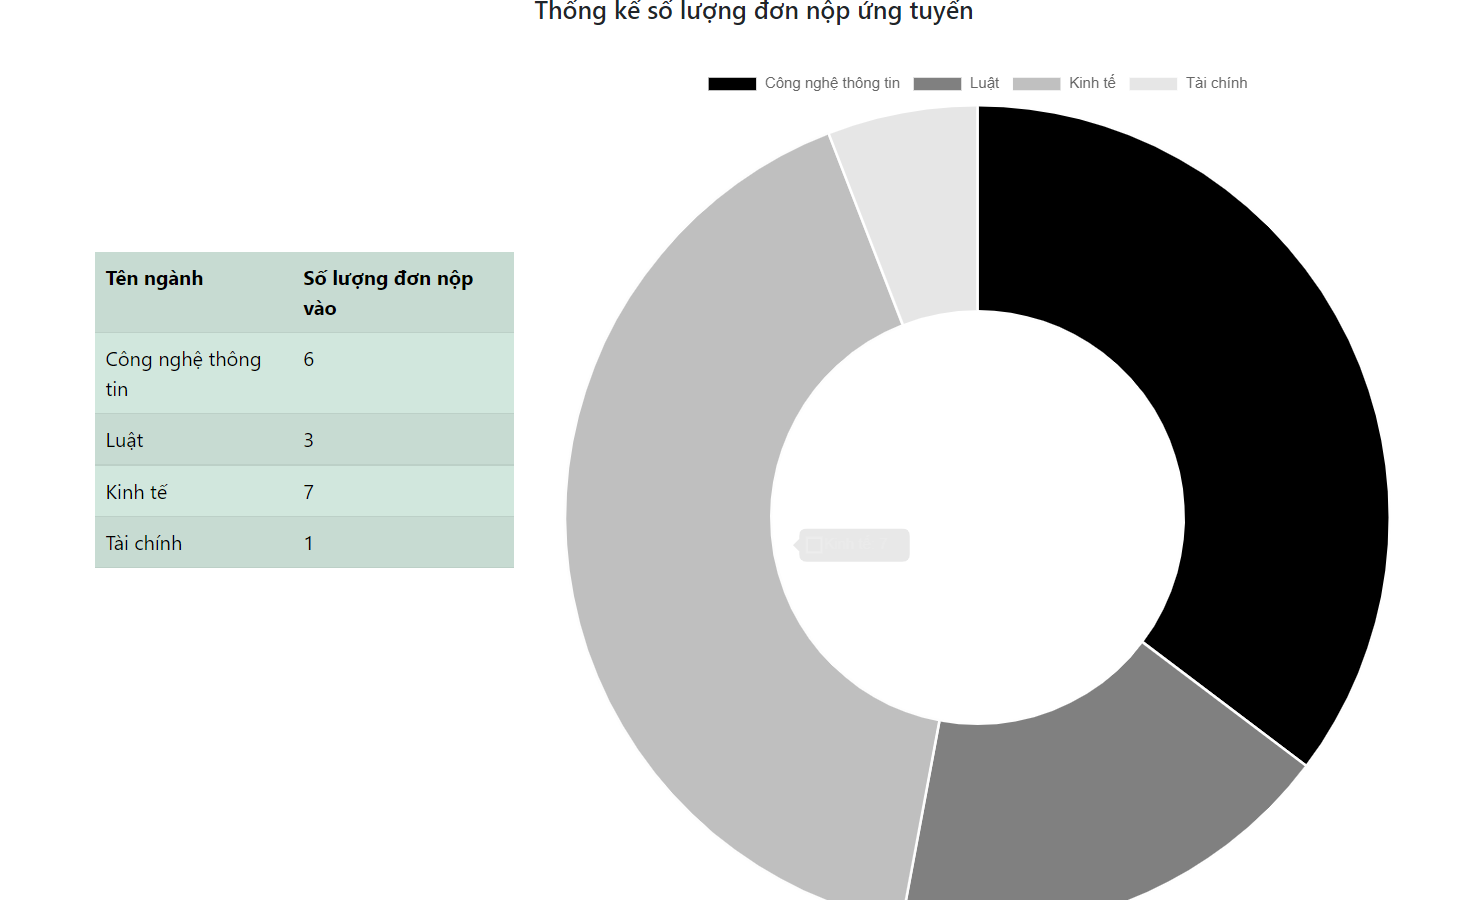 Thống kê số lượng đơn nộp ứng tuyển
Công nghệ thông tin Luật Kinh tế Tài chính
Tên ngành Số lượng đơn nộp
vào
Công nghệ thông 6
tin
Luật 3
Kinh tế 7
Tài chính 1